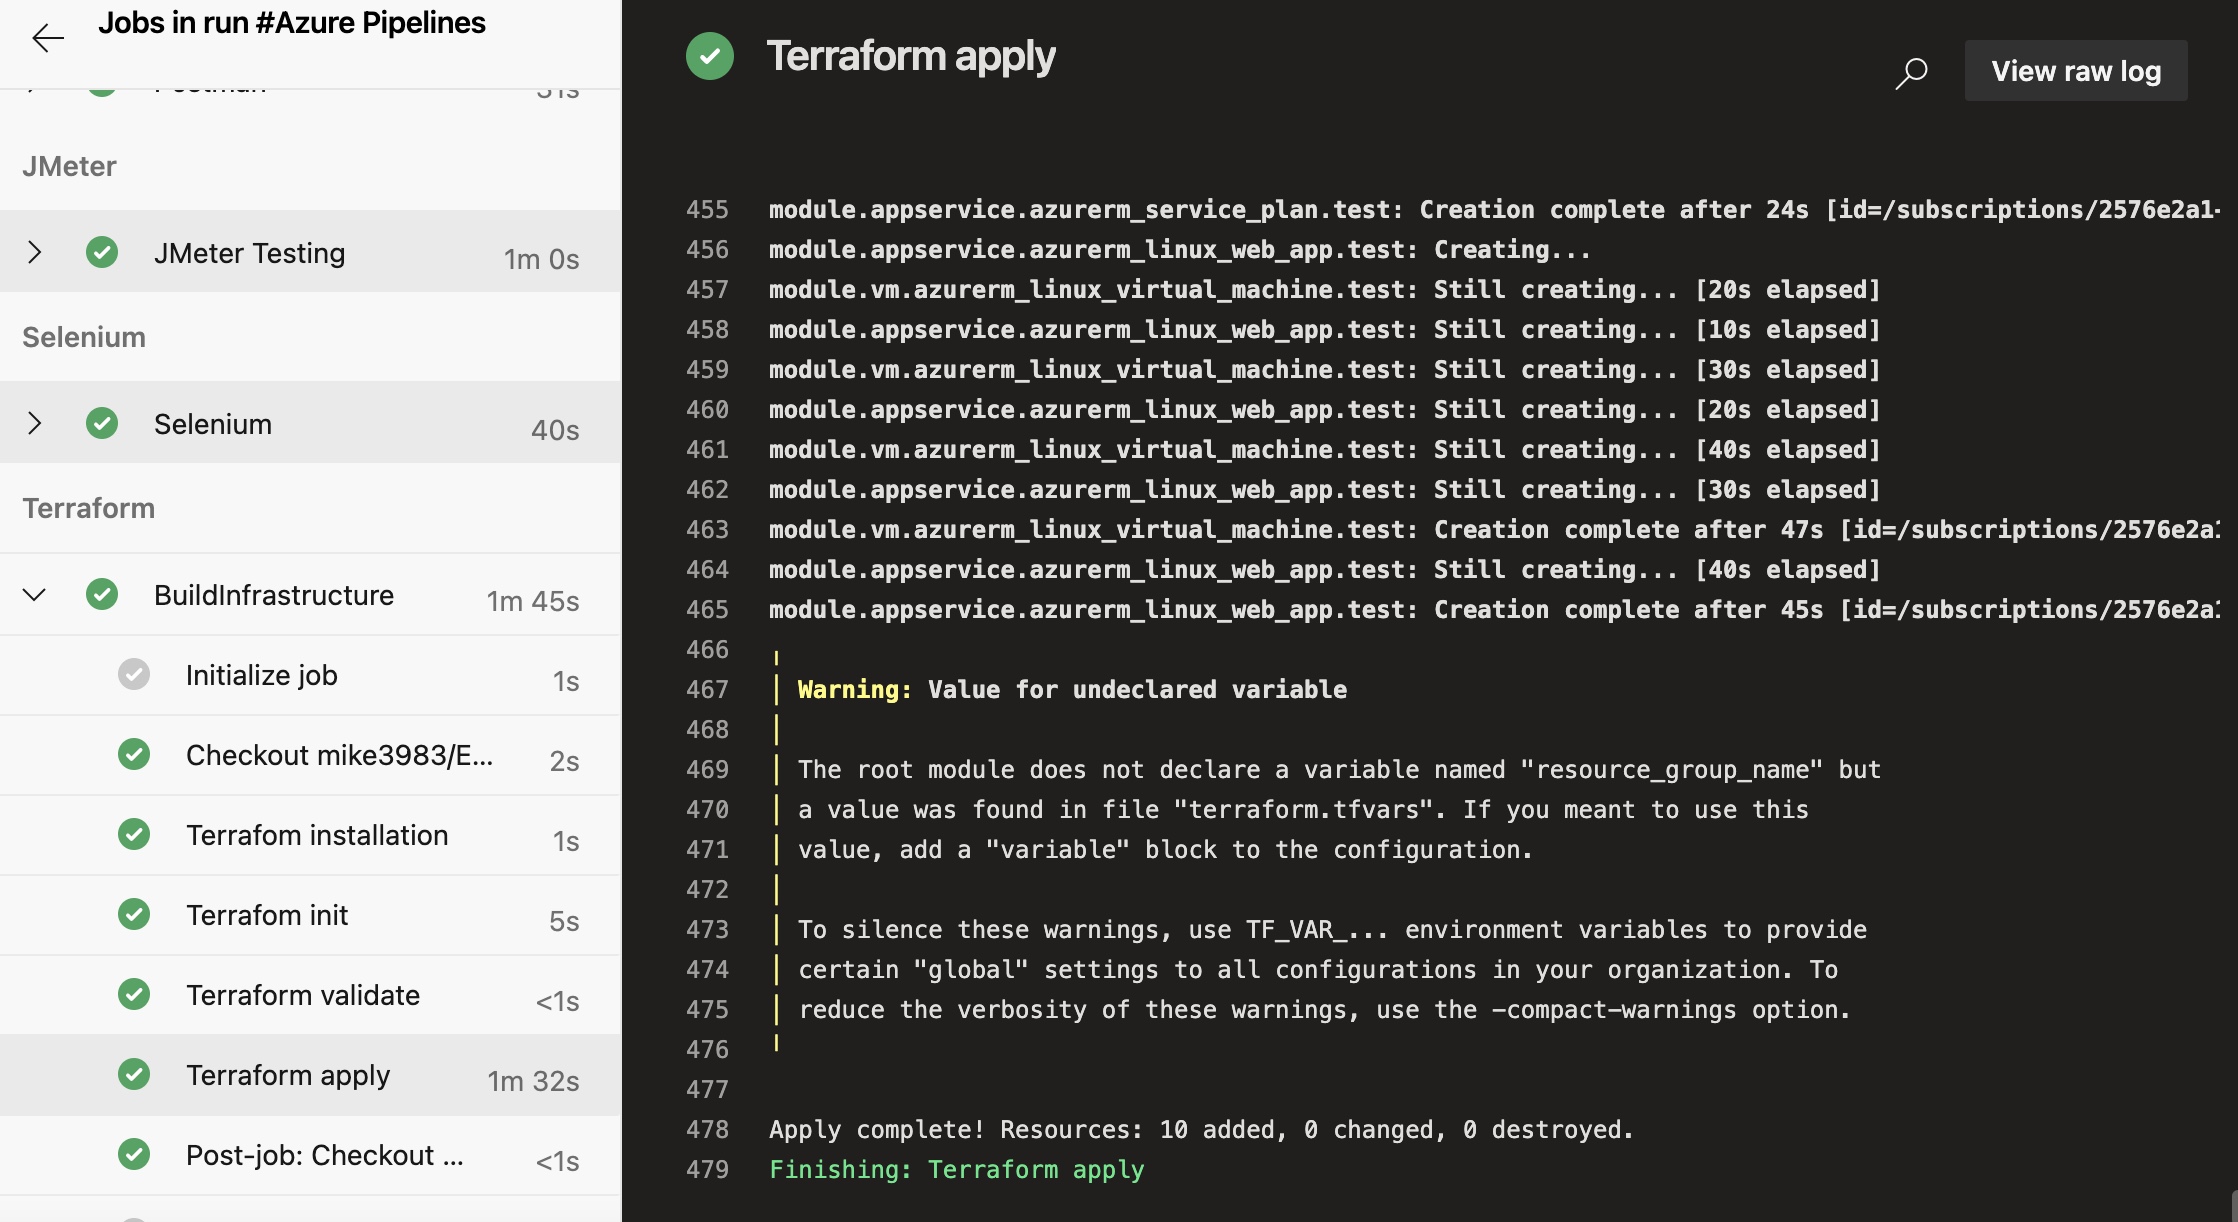 Jobs in run #Azure Pipelines
JMeter
JMeter Testing
1m 0s
Selenium
Selenium
40s
Terraform
BuildInfrastructure
1m 45s
Initialize job
1s
Checkout mike3983/E...
2s
Terrafom installation
1s
Terrafom init
5s
Terraform validate
<1s
Terraform apply
1m 32s
Post-job: Checkout ...
<1s
Terraform apply
View raw log
455 module.appservice.azurerm_service_plan.test: Creation complete after 24s [id=/subscriptions/2576e2a1-
456 module.appservice.azurerm_linux_web_app.test: Creating...
457 module.vm.azurerm_linux_virtual_machine.test: Still creating... [20s elapsed]
458 module.appservice.azurerm_linux_web_app.test: Still creating... [10s elapsed]
459 module.vm.azurerm_linux_virtual_machine.test: Still creating... [30s elapsed]
460 module.appservice.azurerm_linux_web_app.test: Still creating... [20s elapsed]
461 module.vm.azurerm_linux_virtual_machine.test: Still creating... [40s elapsed]
462 module.appservice.azurerm_linux_web_app.test: Still creating... [30s elapsed]
463 module.vm.azurerm_linux_virtual_machine.test: Creation complete after 47s [id=/subscriptions/2576e2a1
464 module.appservice.azurerm_linux_web_app.test: Still creating... [40s elapsed]
465 module.appservice.azurerm_linux_web_app.test: Creation complete after 45s [id=/subscriptions/2576e2a1
466 ╷
467 │ Warning: Value for undeclared variable
468 │
469 │ The root module does not declare a variable named "resource_group_name" but
470 │ a value was found in file "terraform.tfvars". If you meant to use this
471 │ value, add a "variable" block to the configuration.
472 │
473 │ To silence these warnings, use TF_VAR_... environment variables to provide
474 │ certain "global" settings to all configurations in your organization. To
475 │ reduce the verbosity of these warnings, use the -compact-warnings option.
476 ╵
477
478 Apply complete! Resources: 10 added, 0 changed, 0 destroyed.
479 Finishing: Terraform apply